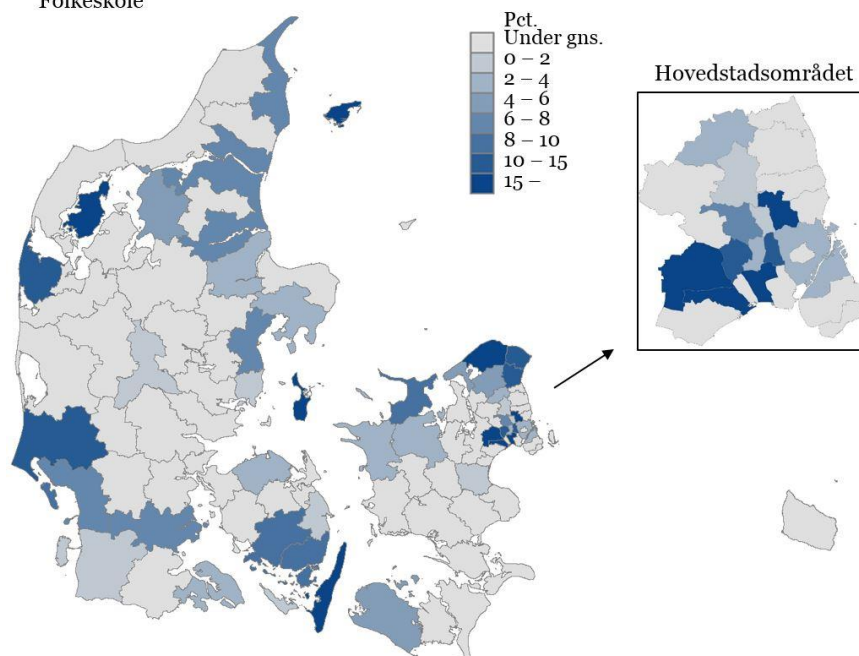 Folkeskole
Pct.
Under gns.
0 – 2
2 – 4
4 – 6
6 – 8
8 – 10
10 – 15
15 –
Hovedstadsområdet